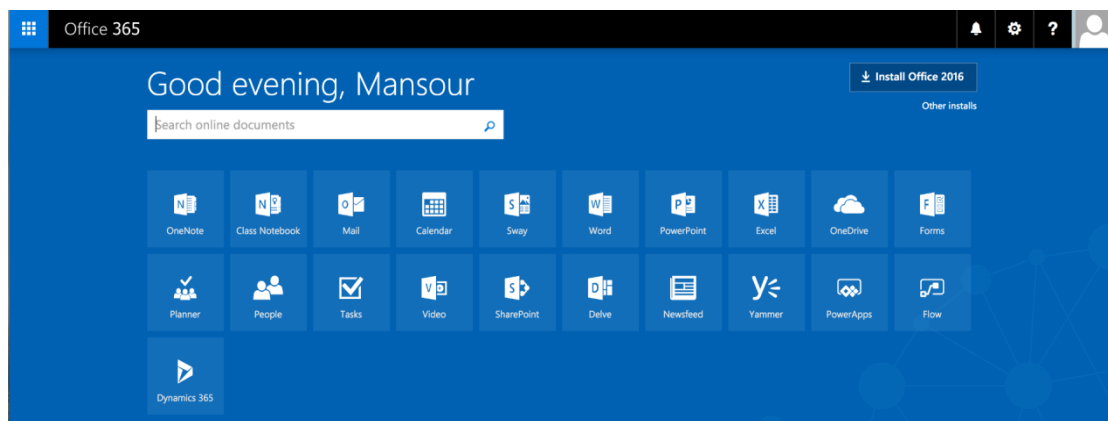 Office 365
?
Good evening, Mansour
Install Office 2016
Other installs
Search online documents
OneNote
Class Notebook
Mail
Calendar
Sway
Word
PowerPoint
Excel
OneDrive
Forms
Planner
People
Tasks
Video
SharePoint
Delve
Newsfeed
Yammer
PowerApps
Flow
Dynamics 365